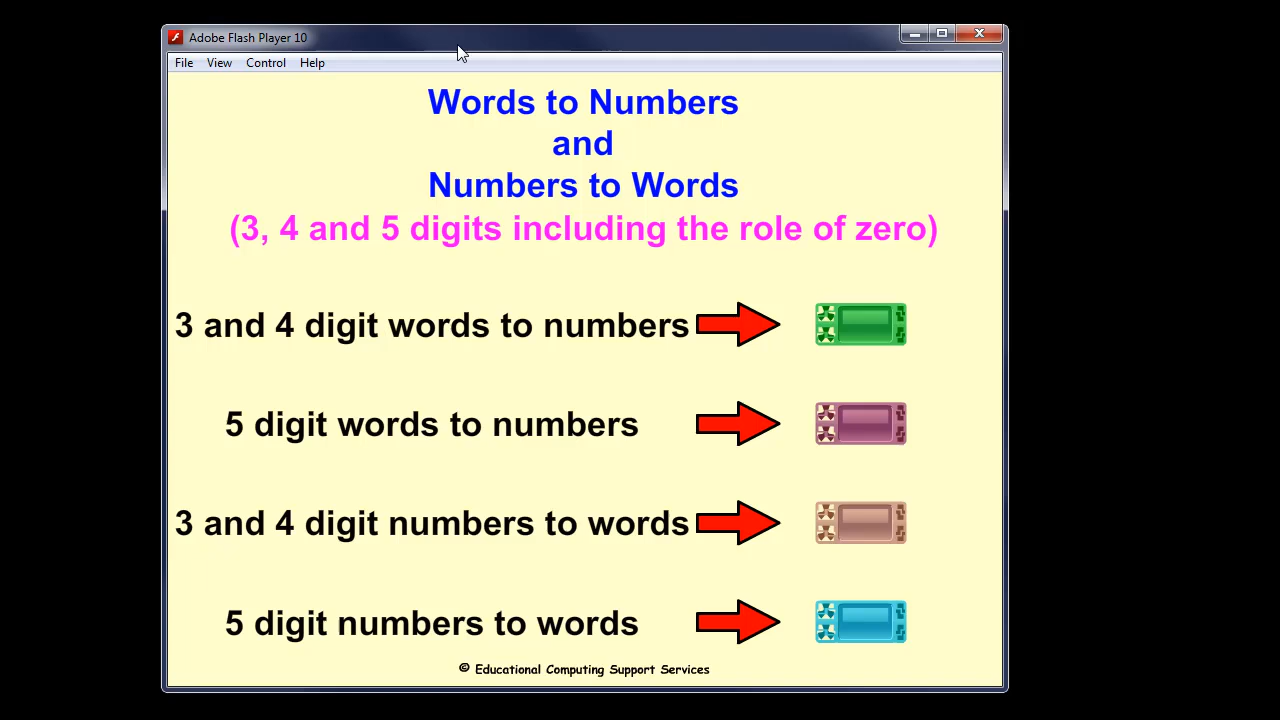 Adobe Flash Player 10
File View Control Help
Words to Numbers
and
Numbers to Words
(3, 4 and 5 digits including the role of zero)
3 and 4 digit words to numbers
5 digit words to numbers
3 and 4 digit numbers to words
5 digit numbers to words
© Educational Computing Support Services